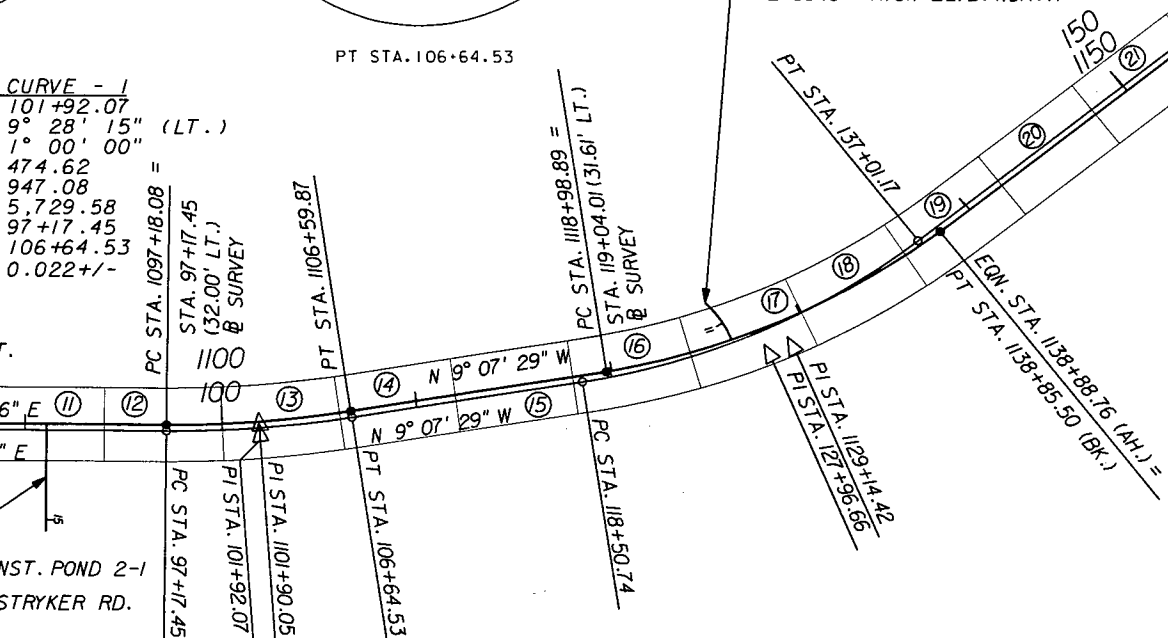 PT STA. 106+64.53
CURVE - 1
101+92.07
9° 28' 15" (LT.)
1° 00' 00"
474.62
947.08
5,729.58
97+17.45
106+64.53
0.022+/-
PC STA. 1097+18.08 =
STA. 97+17.45
(32.00' LT.)
℄ SURVEY
1100
100
PT STA. 1106+59.87
PC STA. 1118+98.89 =
STA. 119+04.01 (31.61' LT.)
℄ SURVEY
PT STA. 137+01.17
150
1150
T.
6" E
" E
11
12
13
14
15
16
17
18
19
20
21
N 9° 07' 29" W
N 9° 07' 29" W
PC STA. 97+17.45
PI STA. 101+92.07
PI STA. 1101+90.05
PT STA. 106+64.53
PC STA. 118+50.74
PI STA. 127+96.66
PI STA. 1129+14.42
EQN. STA. 1138+88.76 (AH.) =
PT STA. 1138+85.50 (BK.)
NST. POND 2-1
STRYKER RD.